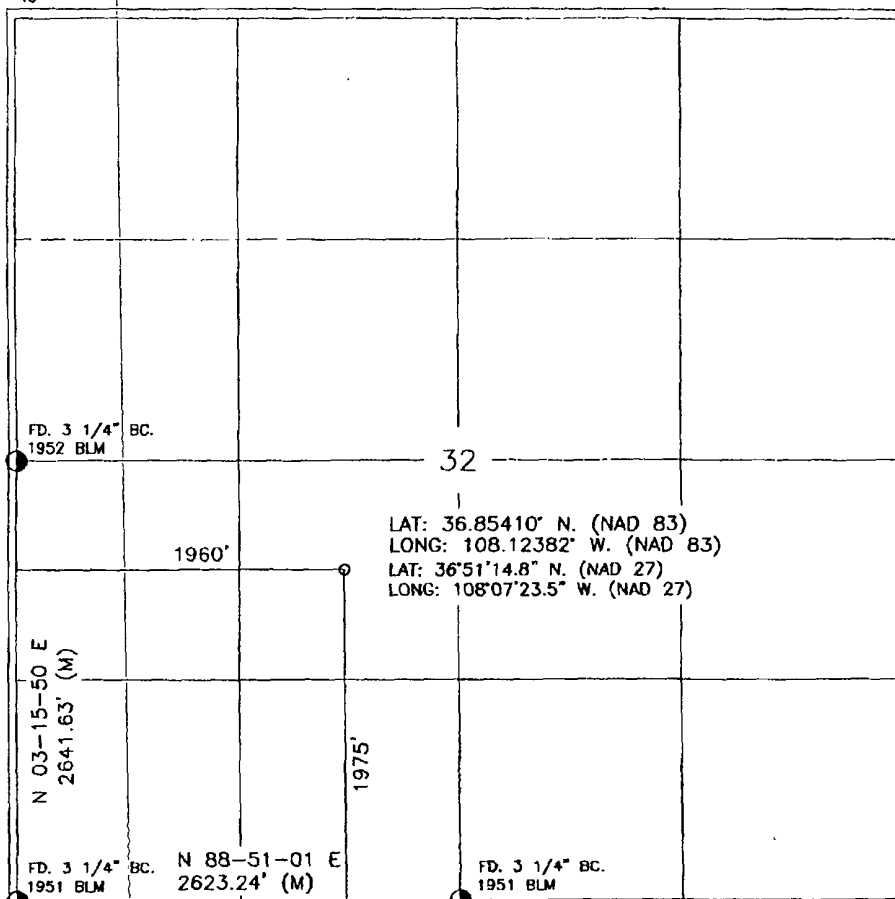 FD. 3 1/4" BC.
1952 BLM
32
LAT: 36.85410° N. (NAD 83)
LONG: 108.12382° W. (NAD 83)
LAT: 36°51'14.8" N. (NAD 27)
LONG: 108°07'23.5" W. (NAD 27)
1960'
N 03-15-50 E
2641.63' (M)
1975'
FD. 3 1/4" BC.
1951 BLM
N 88-51-01 E
2623.24' (M)
FD. 3 1/4" BC.
1951 BLM